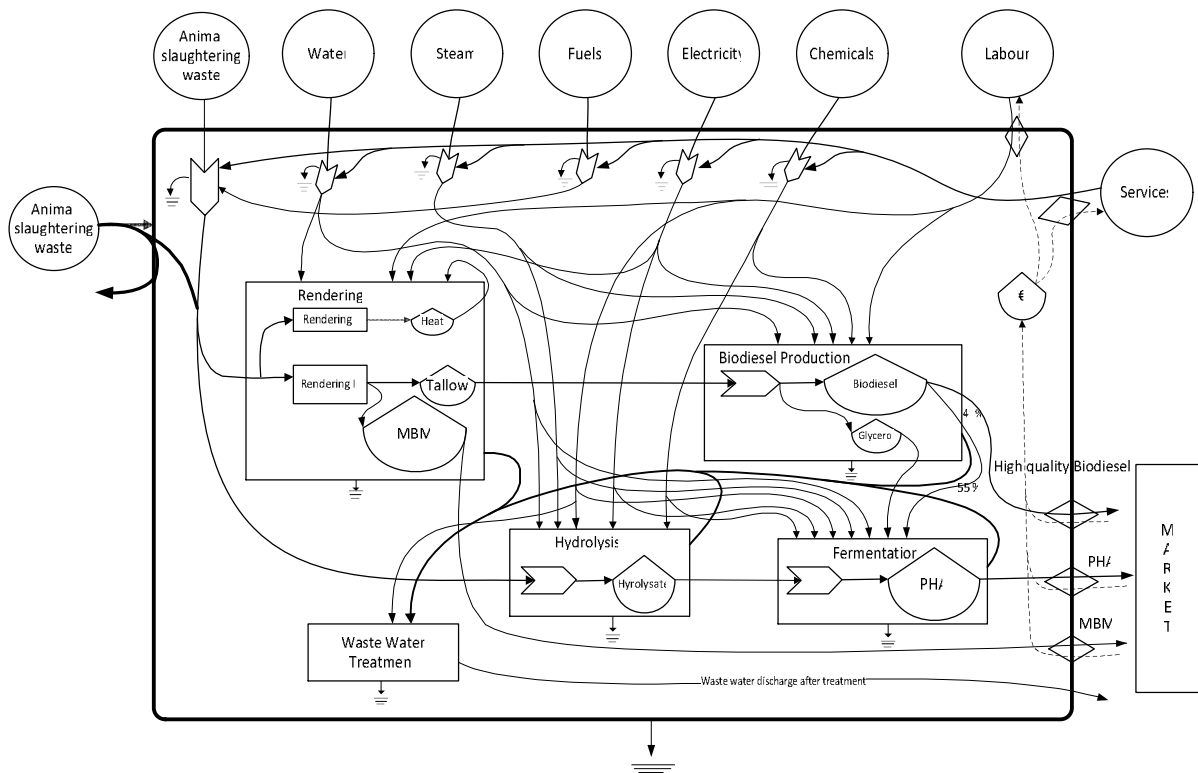 Anima
slaughtering
waste
Water
Steam
Fuels
Electricity
Chemicals
Labour
Anima
slaughtering
waste
Services
€
Rendering
Rendering
Heat
Rendering I
Tallow
MBM
Biodiesel Production
Biodiesel
Glycero
4 %
55%
High quality Biodiesel
Hydrolysis
Hyrolysate
Fermentation
PHA
PHA
MBM
M
A
R
K
E
T
Waste Water
Treatmen
Waste water discharge after treatment